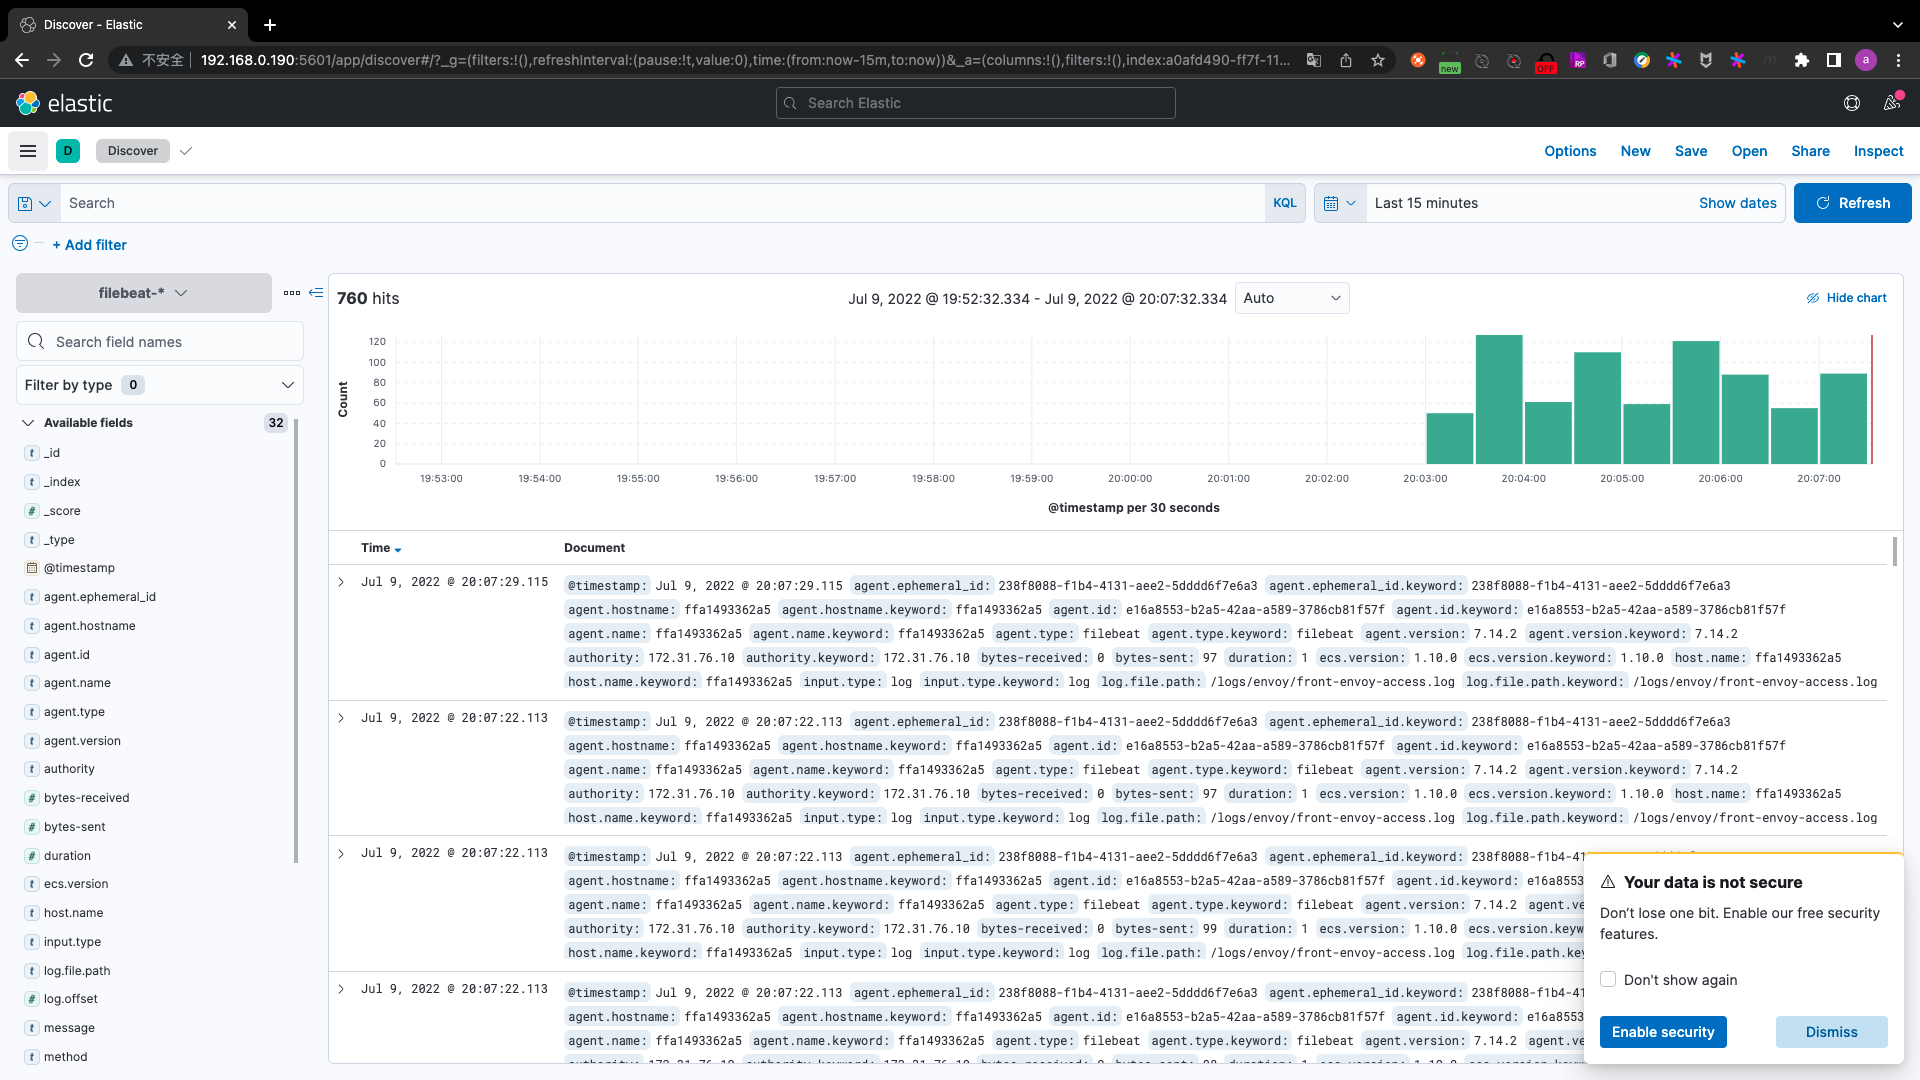 Discover - Elastic
不安全 192.168.0.190:5601/app/discover#/?_g=(filters:!(),refreshInterval:(pause:!t,value:0),time:(from:now-15m,to:now))&_a=(columns:!(),filters:!(),index:a0afd490-ff7f-11...
new
OFF
RP
a
elastic
Search Elastic
D Discover
Options New Save Open Share Inspect
Search KQL Last 15 minutes Show dates Refresh
+ Add filter
filebeat-*
Search field names
Filter by type 0
Available fields 32
t _id
t _index
# _score
t _type
@timestamp
t agent.ephemeral_id
t agent.hostname
t agent.id
t agent.name
t agent.type
t agent.version
t authority
# bytes-received
# bytes-sent
# duration
t ecs.version
t host.name
t input.type
t log.file.path
# log.offset
t message
t method
760 hits
Jul 9, 2022 @ 19:52:32.334 - Jul 9, 2022 @ 20:07:32.334 Auto
Hide chart
Count
120
100
80
60
40
20
0
19:53:00 19:54:00 19:55:00 19:56:00 19:57:00 19:58:00 19:59:00 20:00:00 20:01:00 20:02:00 20:03:00 20:04:00 20:05:00 20:06:00 20:07:00
@timestamp per 30 seconds
Time Document
Jul 9, 2022 @ 20:07:29.115 @timestamp: Jul 9, 2022 @ 20:07:29.115 agent.ephemeral_id: 238f8088-f1b4-4131-aee2-5dddd6f7e6a3 agent.ephemeral_id.keyword: 238f8088-f1b4-4131-aee2-5dddd6f7e6a3
agent.hostname: ffa1493362a5 agent.hostname.keyword: ffa1493362a5 agent.id: e16a8553-b2a5-42aa-a589-3786cb81f57f agent.id.keyword: e16a8553-b2a5-42aa-a589-3786cb81f57f
agent.name: ffa1493362a5 agent.name.keyword: ffa1493362a5 agent.type: filebeat agent.type.keyword: filebeat agent.version: 7.14.2 agent.version.keyword: 7.14.2
authority: 172.31.76.10 authority.keyword: 172.31.76.10 bytes-received: 0 bytes-sent: 97 duration: 1 ecs.version: 1.10.0 ecs.version.keyword: 1.10.0 host.name: ffa1493362a5
host.name.keyword: ffa1493362a5 input.type: log input.type.keyword: log log.file.path: /logs/envoy/front-envoy-access.log log.file.path.keyword: /logs/envoy/front-envoy-access.log
Jul 9, 2022 @ 20:07:22.113 @timestamp: Jul 9, 2022 @ 20:07:22.113 agent.ephemeral_id: 238f8088-f1b4-4131-aee2-5dddd6f7e6a3 agent.ephemeral_id.keyword: 238f8088-f1b4-4131-aee2-5dddd6f7e6a3
agent.hostname: ffa1493362a5 agent.hostname.keyword: ffa1493362a5 agent.id: e16a8553-b2a5-42aa-a589-3786cb81f57f agent.id.keyword: e16a8553-b2a5-42aa-a589-3786cb81f57f
agent.name: ffa1493362a5 agent.name.keyword: ffa1493362a5 agent.type: filebeat agent.type.keyword: filebeat agent.version: 7.14.2 agent.version.keyword: 7.14.2
authority: 172.31.76.10 authority.keyword: 172.31.76.10 bytes-received: 0 bytes-sent: 97 duration: 1 ecs.version: 1.10.0 ecs.version.keyword: 1.10.0 host.name: ffa1493362a5
host.name.keyword: ffa1493362a5 input.type: log input.type.keyword: log log.file.path: /logs/envoy/front-envoy-access.log log.file.path.keyword: /logs/envoy/front-envoy-access.log
Jul 9, 2022 @ 20:07:22.113 @timestamp: Jul 9, 2022 @ 20:07:22.113 agent.ephemeral_id: 238f8088-f1b4-4131-aee2-5dddd6f7e6a3 agent.ephemeral_id.keyword: 238f8088-f1b4-41
agent.hostname: ffa1493362a5 agent.hostname.keyword: ffa1493362a5 agent.id: e16a8553-b2a5-42aa-a589-3786cb81f57f agent.id.keyword: e16a8553
agent.name: ffa1493362a5 agent.name.keyword: ffa1493362a5 agent.type: filebeat agent.type.keyword: filebeat agent.version: 7.14.2 agent.ve
authority: 172.31.76.10 authority.keyword: 172.31.76.10 bytes-received: 0 bytes-sent: 99 duration: 1 ecs.version: 1.10.0 ecs.version.keyw
host.name.keyword: ffa1493362a5 input.type: log input.type.keyword: log log.file.path: /logs/envoy/front-envoy-access.log log.file.path.key
Jul 9, 2022 @ 20:07:22.113 @timestamp: Jul 9, 2022 @ 20:07:22.113 agent.ephemeral_id: 238f8088-f1b4-4131-aee2-5dddd6f7e6a3 agent.ephemeral_id.keyword: 238f8088-f1b4-41
agent.hostname: ffa1493362a5 agent.hostname.keyword: ffa1493362a5 agent.id: e16a8553-b2a5-42aa-a589-3786cb81f57f agent.id.keyword: e16a8553
agent.name: ffa1493362a5 agent.name.keyword: ffa1493362a5 agent.type: filebeat agent.type.keyword: filebeat agent.version: 7.14.2 agent.ve
Your data is not secure
Don't lose one bit. Enable our free security
features.
Don't show again
Enable security Dismiss